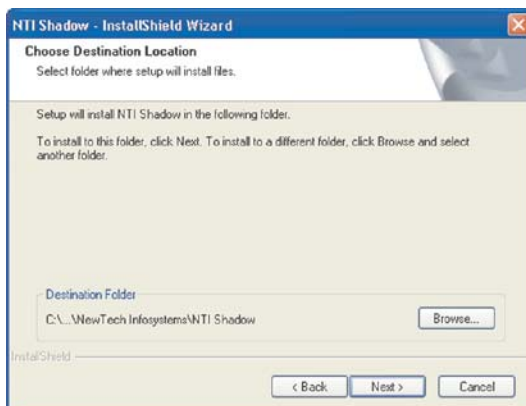 NTI Shadow - InstallShield Wizard
Choose Destination Location
Select folder where setup will install files.
Setup will install NTI Shadow in the following folder.
To install to this folder, click Next. To install to a different folder, click Browse and select
another folder.
Destination Folder
C:\...\NewTech Infosystems\NTI Shadow
Browse...
InstallShield
< Back
Next >
Cancel